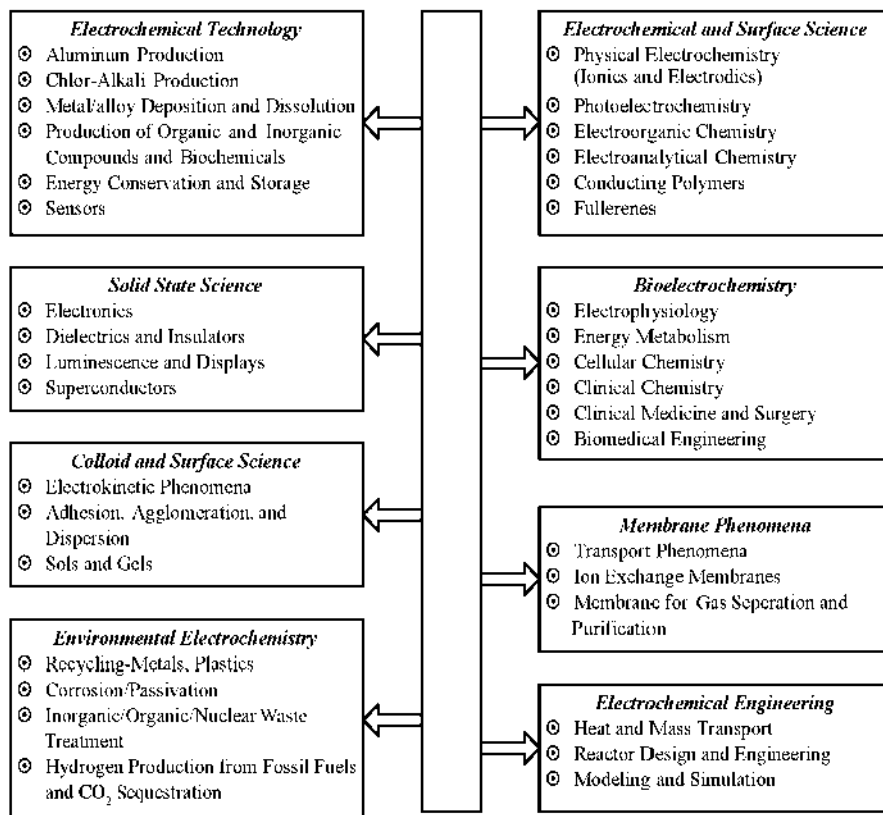 Electrochemical Technology
Aluminum Production
Chlor-Alkali Production
Metal/alloy Deposition and Dissolution
Production of Organic and Inorganic
Compounds and Biochemicals
Energy Conservation and Storage
Sensors
Solid State Science
Electronics
Dielectrics and Insulators
Luminescence and Displays
Superconductors
Colloid and Surface Science
Electrokinetic Phenomena
Adhesion, Agglomeration, and
Dispersion
Sols and Gels
Environmental Electrochemistry
Recycling-Metals, Plastics
Corrosion/Passivation
Inorganic/Organic/Nuclear Waste
Treatment
Hydrogen Production from Fossil Fuels
and CO₂ Sequestration
Electrochemical and Surface Science
Physical Electrochemistry
(Ionics and Electrodics)
Photoelectrochemistry
Electroorganic Chemistry
Electroanalytical Chemistry
Conducting Polymers
Fullerenes
Bioelectrochemistry
Electrophysiology
Energy Metabolism
Cellular Chemistry
Clinical Chemistry
Clinical Medicine and Surgery
Biomedical Engineering
Membrane Phenomena
Transport Phenomena
Ion Exchange Membranes
Membrane for Gas Seperation and
Purification
Electrochemical Engineering
Heat and Mass Transport
Reactor Design and Engineering
Modeling and Simulation